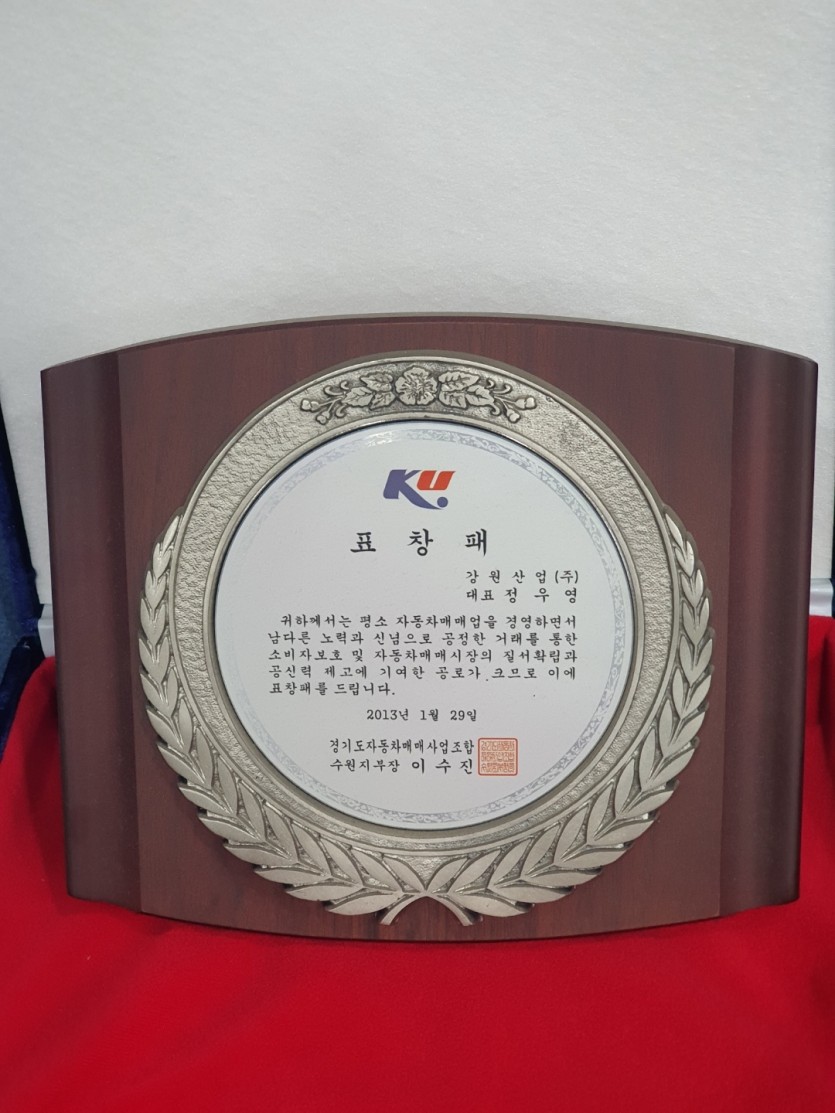 KU
표 창 패
강 원 산 업 (주)
대표 정 우 영
귀하께서는 평소 자동차매매업을 경영하면서
남다른 노력과 신념으로 공정한 거래를 통한
소비자보호 및 자동차매매시장의 질서확립과
공신력 제고에 기여한 공로가 크므로 이에
표창패를 드립니다.
2013년 1월 29일
경기도자동차매매사업조합
수원지부장 이 수 진